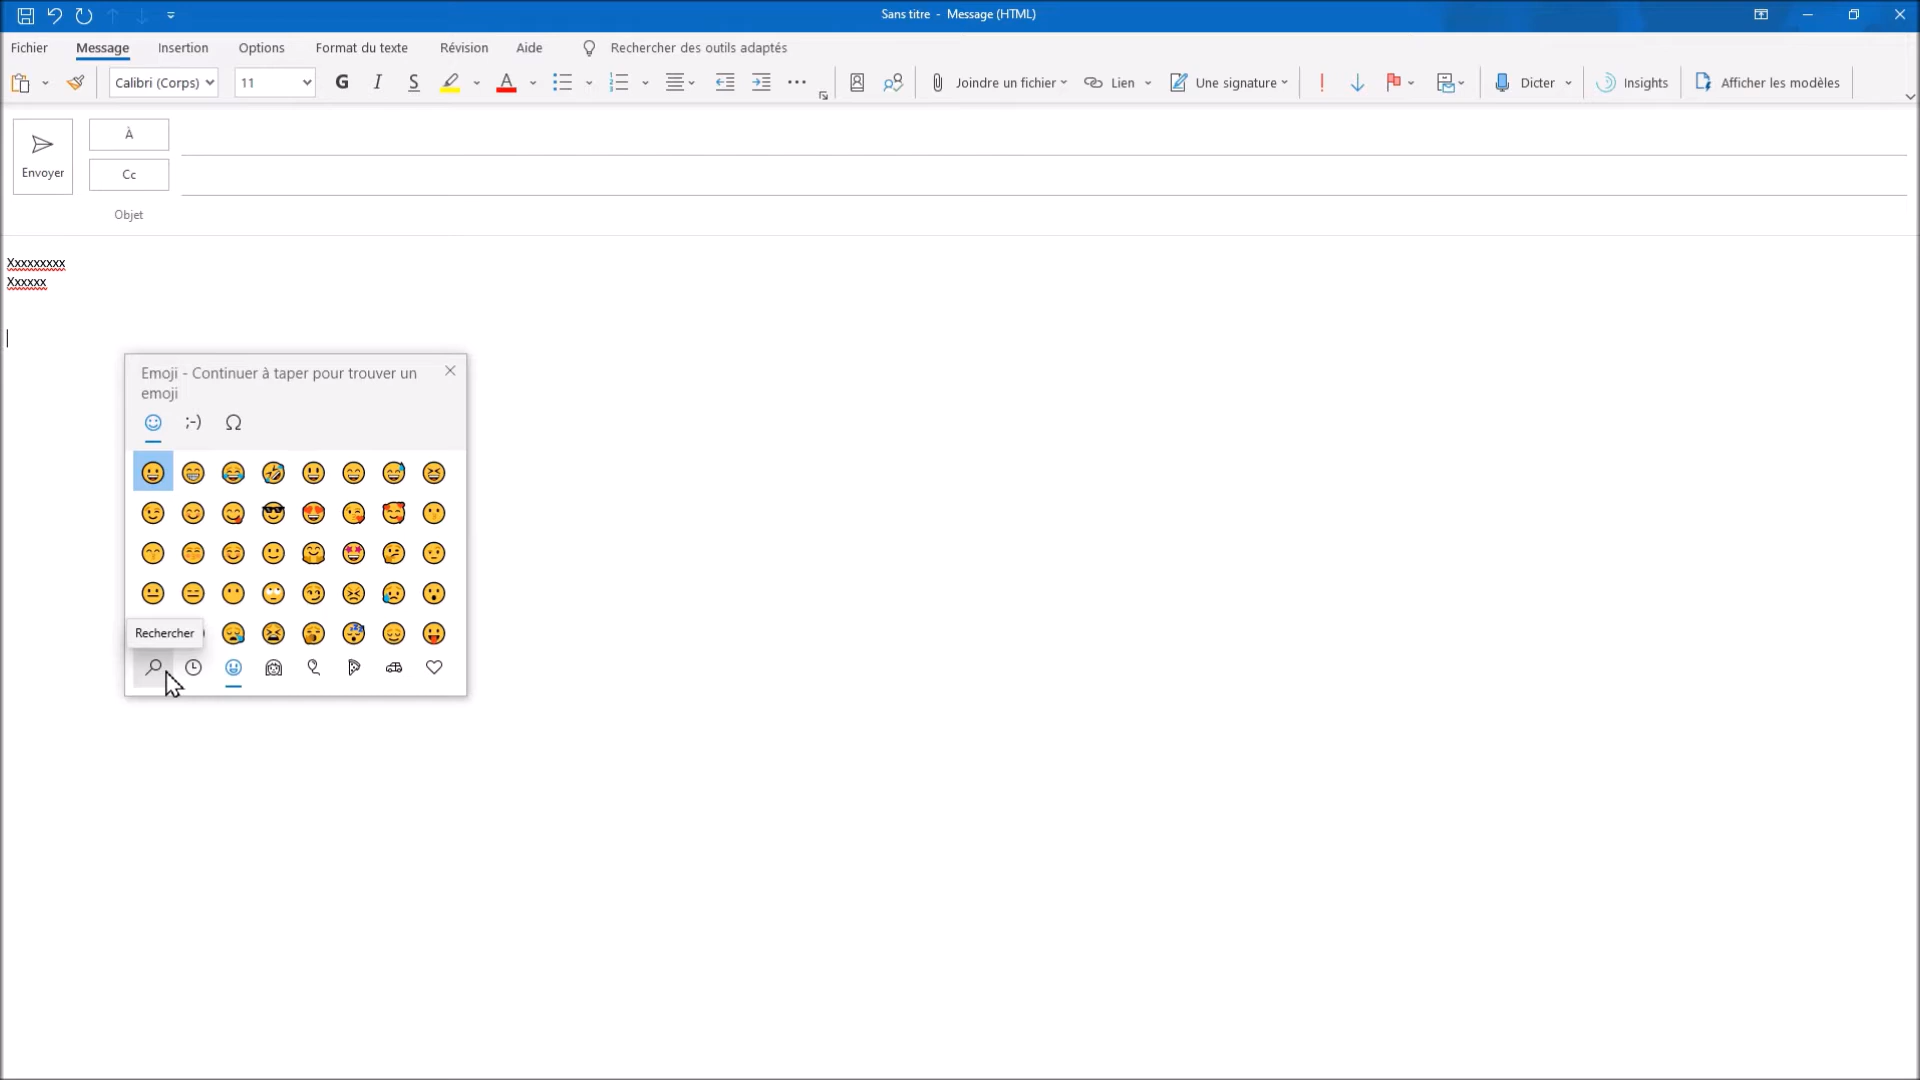 Sans titre - Message (HTML)
Fichier Message Insertion Options Format du texte Révision Aide Rechercher des outils adaptés
Calibri (Corps) 11 G I S A Joindre un fichier Lien Une signature Dicter Insights Afficher les modèles
Envoyer
À
Cc
Objet
Xxxxxxxxx
Xxxxxx
Emoji - Continuer à taper pour trouver un
emoji
;-) Ω
Rechercher